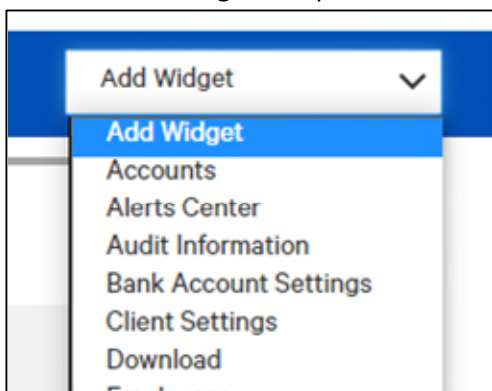 Add Widget
Add Widget
Accounts
Alerts Center
Audit Information
Bank Account Settings
Client Settings
Download